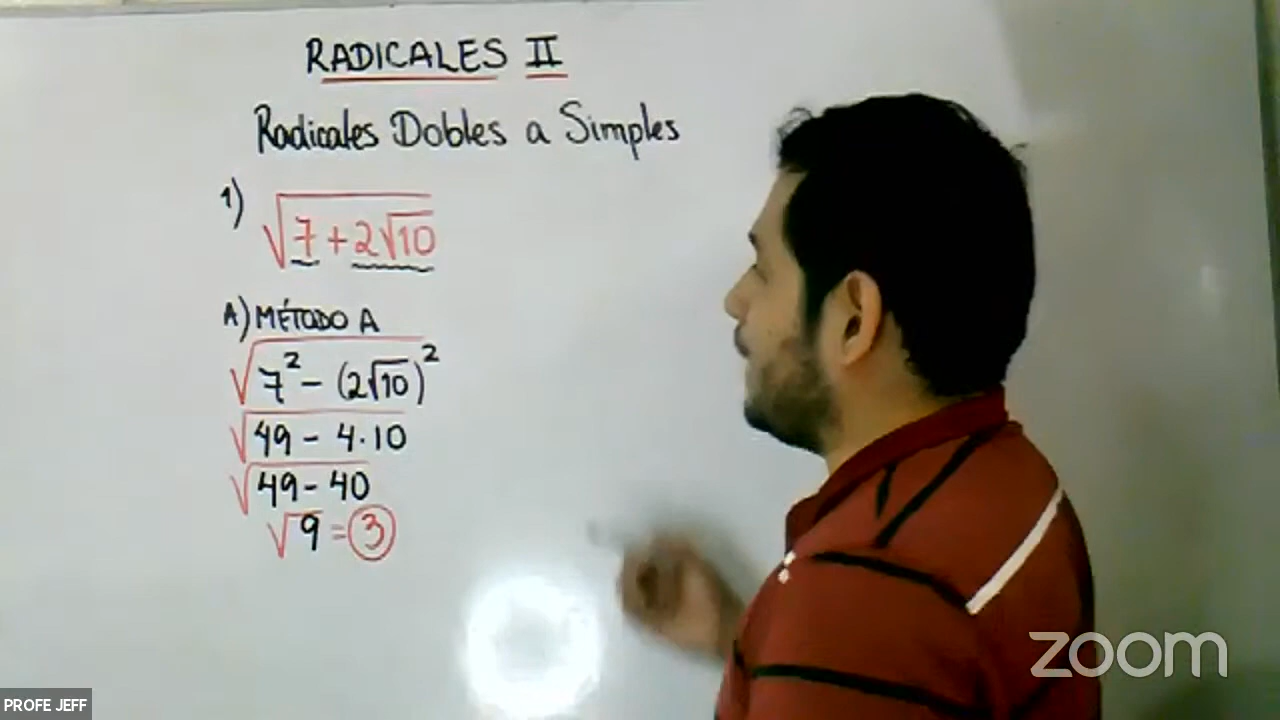 RADICALES II
Radicales Dobles a Simples
1) √(7 + 2√10)
A) MÉTODO A
√(7² – (2√10)²)
√(49 – 4·10)
√(49 – 40)
√9 = 3
zoom
PROFE JEFF